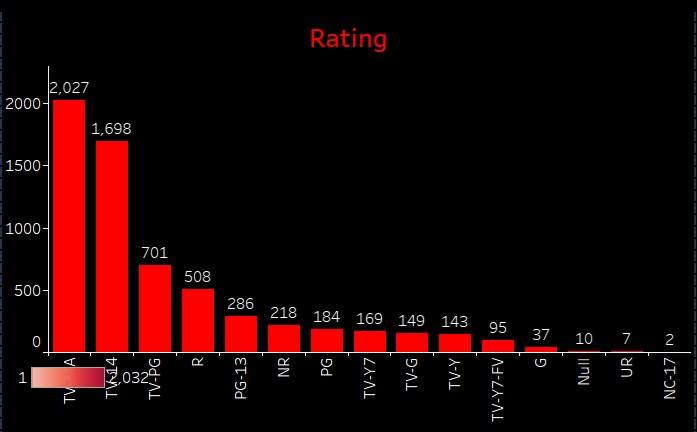 Rating
2,027
1,698
701
508
286
218
184
169
149
143
95
37
10
7
2
2000
1500
1000
500
0
R
TV-PG
PG-13
NR
PG
TV-Y7
TV-G
TV-Y
TV-Y7-FV
G
Null
UR
NC-17
1
2,032